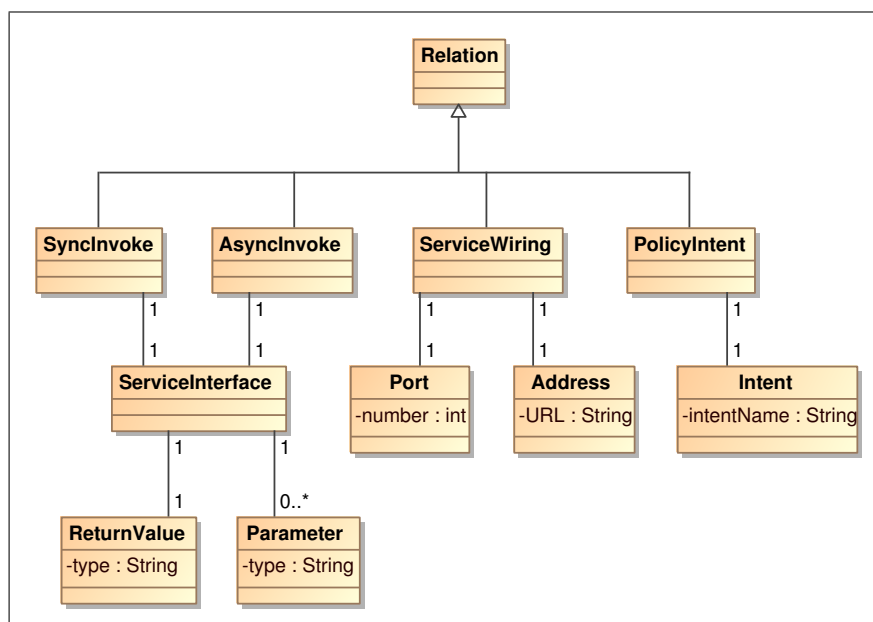 Relation
SyncInvoke
AsyncInvoke
ServiceWiring
PolicyIntent
1
1
1
1
1
1
1
1
1
1
ServiceInterface
Port
-number : int
Address
-URL : String
Intent
-intentName : String
1
1
1
0..*
ReturnValue
-type : String
Parameter
-type : String